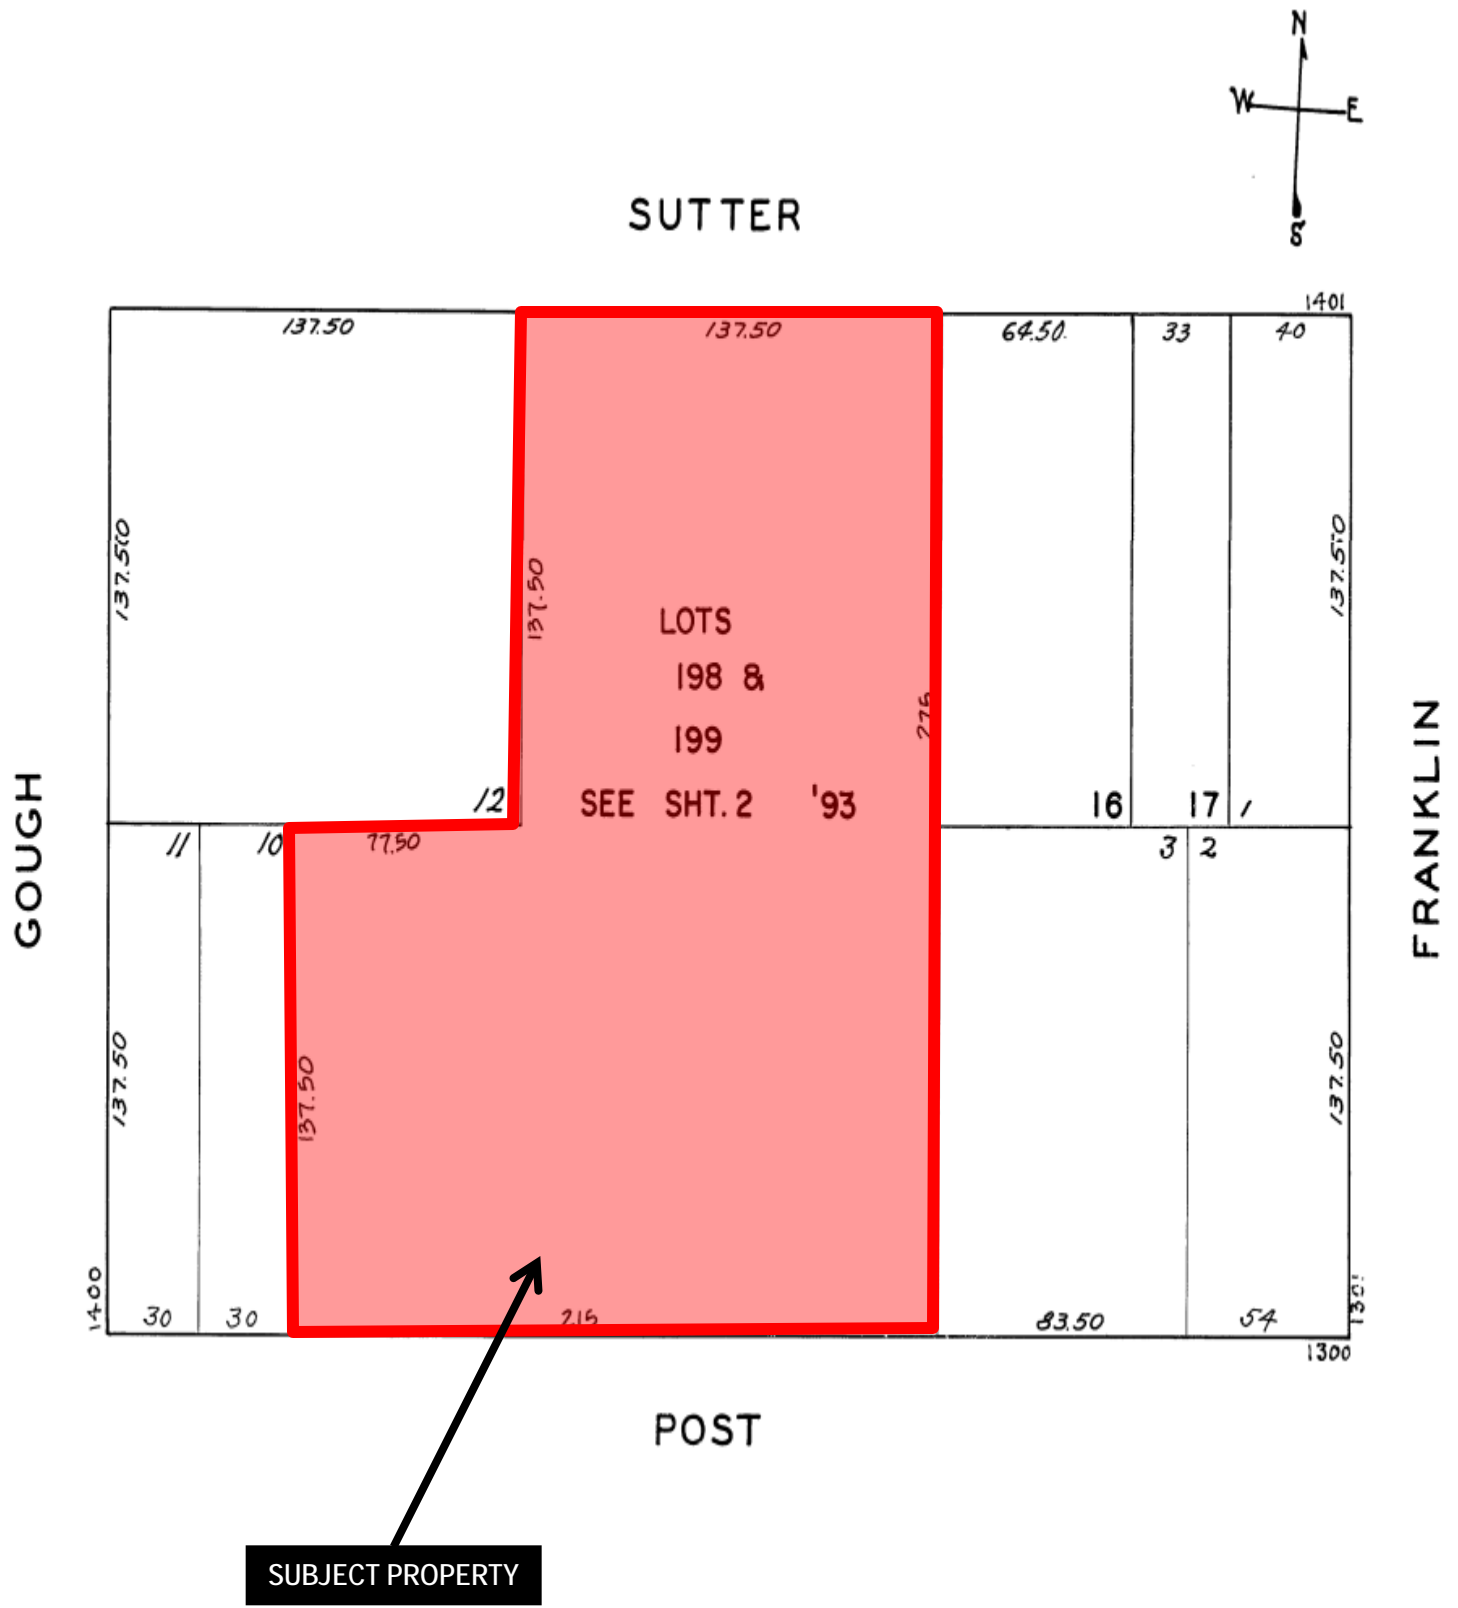 N
W E
S
SUTTER
1401
137.50 137.50 64.50 33 40
137.50 137.50 137.50
LOTS
198 &
199
275
SEE SHT. 2 '93
12 16 17 1
GOUGH FRANKLIN
11 10 77.50 3 2
137.50 137.50 137.50
1400 1301
30 30 215 83.50 54
1300
POST
SUBJECT PROPERTY